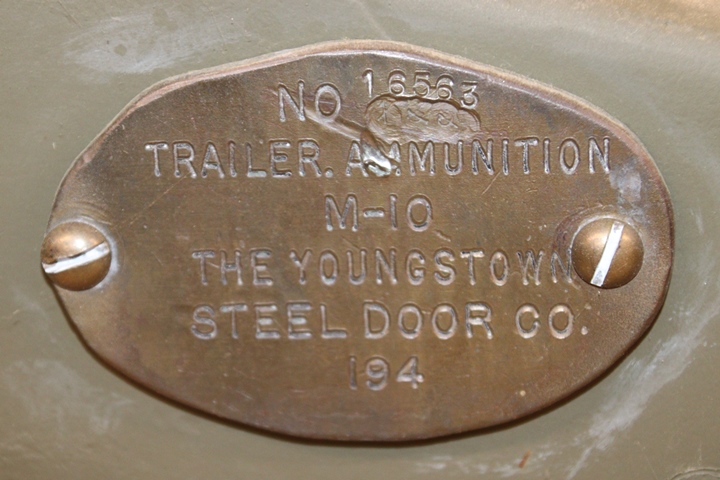 NO 16563
TRAILER. AMMUNITION
M-10
THE YOUNGSTOWN
STEEL DOOR CO.
194